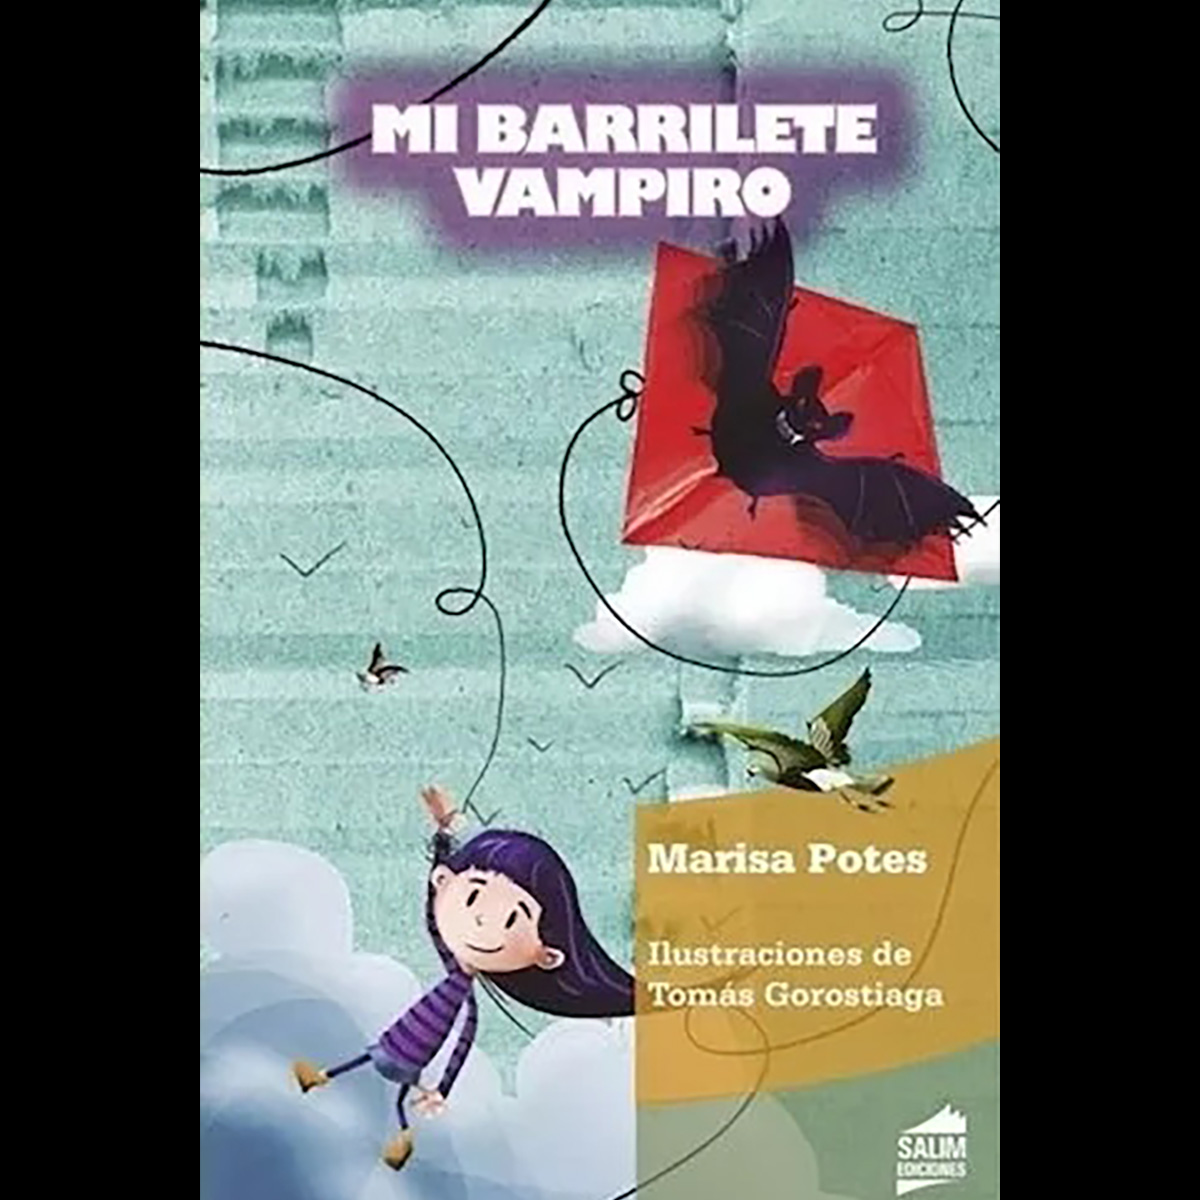 MI BARRILETE
VAMPIRO
Marisa Potes
Ilustraciones de
Tomás Gorostiaga
SALIM
EDICIONES